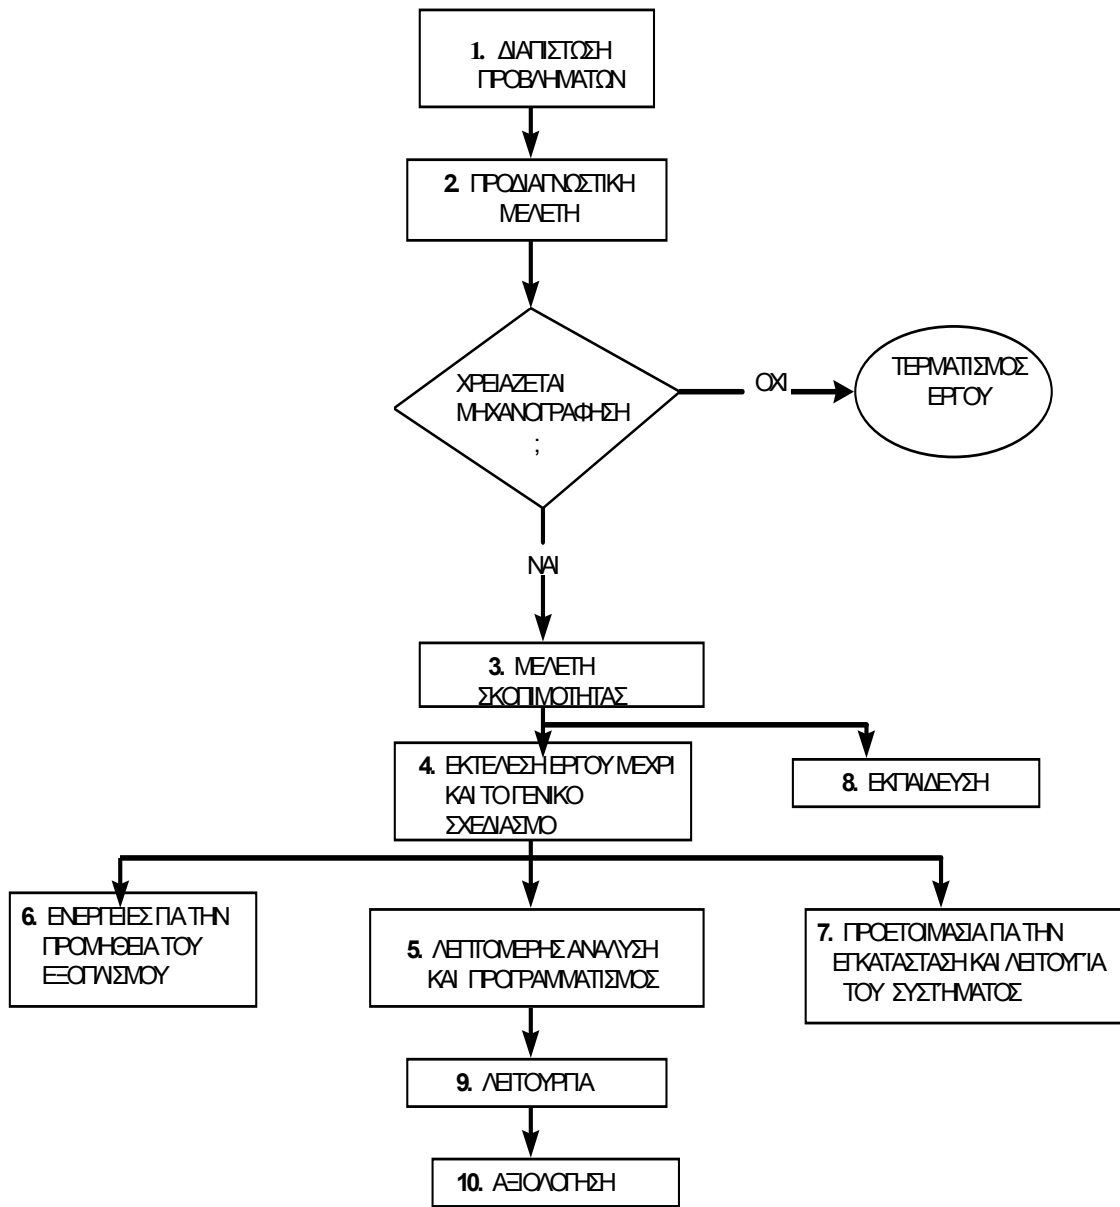 1. ΔΙΑΠΙΣΤΩΣΗ
ΠΡΟΒΛΗΜΑΤΩΝ
2. ΠΡΟΔΙΑΓΝΩΣΤΙΚΗ
ΜΕΛΕΤΗ
ΧΡΕΙΑΖΕΤΑΙ
ΜΗΧΑΝΟΓΡΑΦΗΣΗ
;
ΟΧΙ
ΤΕΡΜΑΤΙΣΜΟΣ
ΕΡΓΟΥ
ΝΑΙ
3. ΜΕΛΕΤΗ
ΣΚΟΠΙΜΟΤΗΤΑΣ
4. ΕΚΤΕΛΕΣΗ ΕΡΓΟΥ ΜΕΧΡΙ
ΚΑΙ ΤΟ ΓΕΝΙΚΟ
ΣΧΕΔΙΑΣΜΟ
8. ΕΚΠΑΙΔΕΥΣΗ
6. ΕΝΕΡΓΕΙΕΣ ΓΙΑ ΤΗΝ
ΠΡΟΜΗΘΕΙΑ ΤΟΥ
ΕΞΟΠΛΙΣΜΟΥ
5. ΛΕΠΤΟΜΕΡΗΣ ΑΝΑΛΥΣΗ
ΚΑΙ ΠΡΟΓΡΑΜΜΑΤΙΣΜΟΣ
7. ΠΡΟΕΤΟΙΜΑΣΙΑ ΓΙΑ ΤΗΝ
ΕΓΚΑΤΑΣΤΑΣΗ ΚΑΙ ΛΕΙΤΟΥΓΊΑ
ΤΟΥ ΣΥΣΤΉΜΑΤΟΣ
9. ΛΕΙΤΟΥΡΓΙΑ
10. ΑΞΙΟΛΟΓΗΣΗ